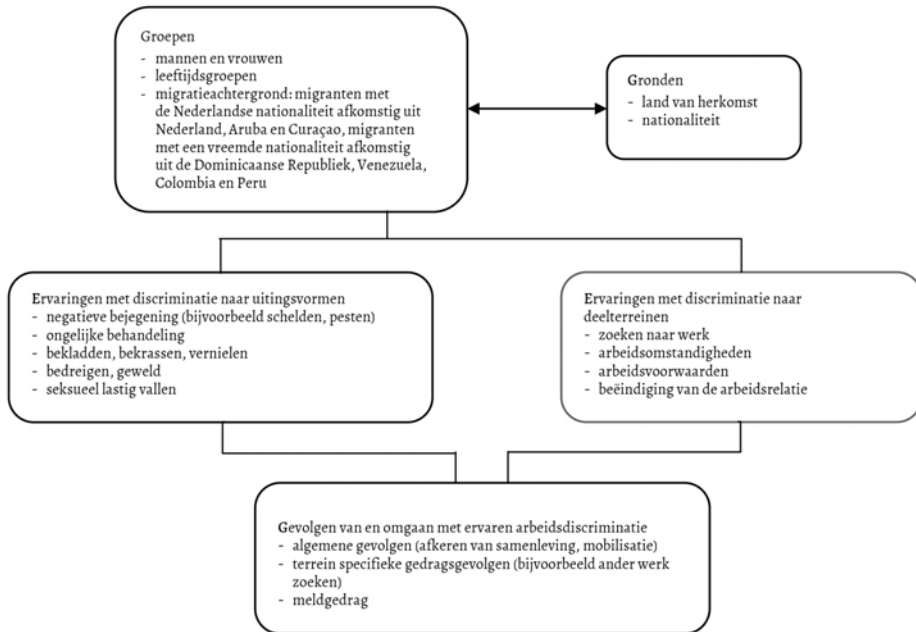 Groepen
- mannen en vrouwen
- leeftijdsgroepen
- migratieachtergrond: migranten met
de Nederlandse nationaliteit afkomstig uit
Nederland, Aruba en Curaçao, migranten
met een vreemde nationaliteit afkomstig
uit de Dominicaanse Republiek, Venezuela,
Colombia en Peru
Gronden
- land van herkomst
- nationaliteit
Ervaringen met discriminatie naar uitingsvormen
- negatieve bejegening (bijvoorbeeld schelden, pesten)
- ongelijke behandeling
- bekladden, bekrassen, vernielen
- bedreigen, geweld
- seksueel lastig vallen
Ervaringen met discriminatie naar
deelterreinen
- zoeken naar werk
- arbeidsomstandigheden
- arbeidsvoorwaarden
- beëindiging van de arbeidsrelatie
Gevolgen van en omgaan met ervaren arbeidsdiscriminatie
- algemene gevolgen (afkeren van samenleving, mobilisatie)
- terrein specifieke gedragsgevolgen (bijvoorbeeld ander werk
zoeken)
- meldgedrag